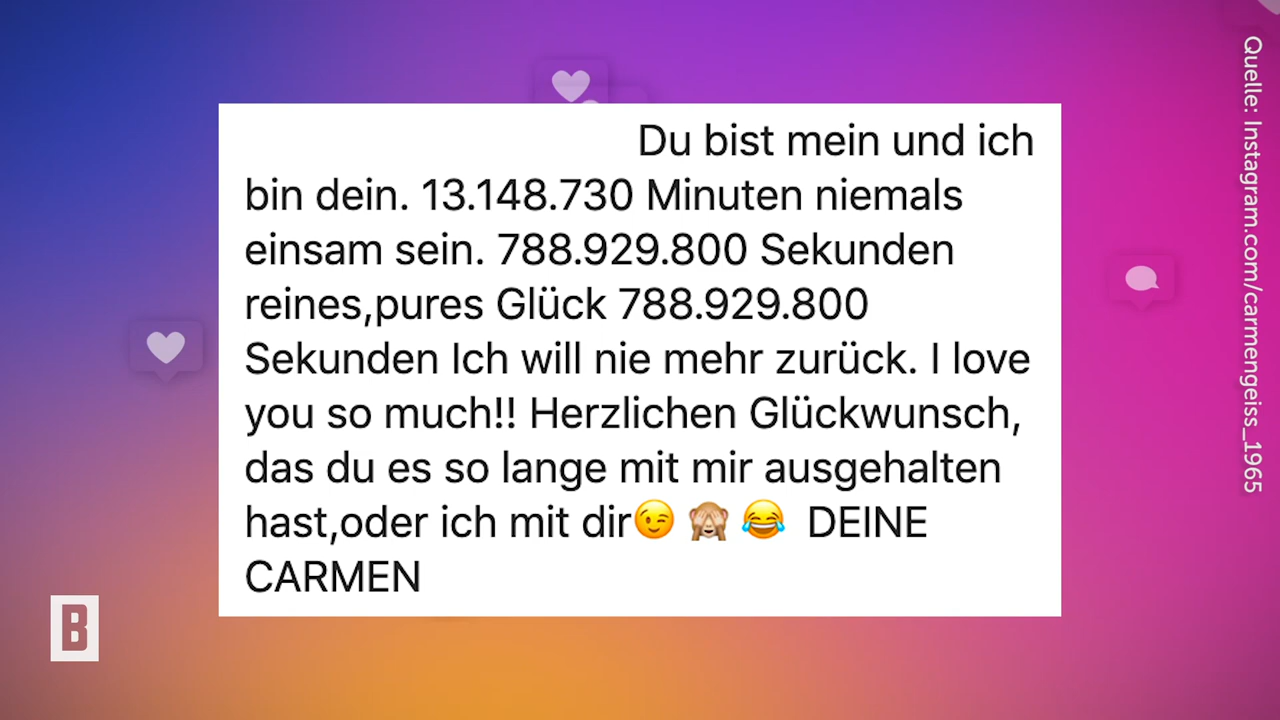 Du bist mein und ich
bin dein. 13.148.730 Minuten niemals
einsam sein. 788.929.800 Sekunden
reines,pures Glück 788.929.800
Sekunden Ich will nie mehr zurück. I love
you so much!! Herzlichen Glückwunsch,
das du es so lange mit mir ausgehalten
hast,oder ich mit dir😉 🙈 😂 DEINE
CARMEN
Quelle: Instagram.com/carmengeiss_1965
B